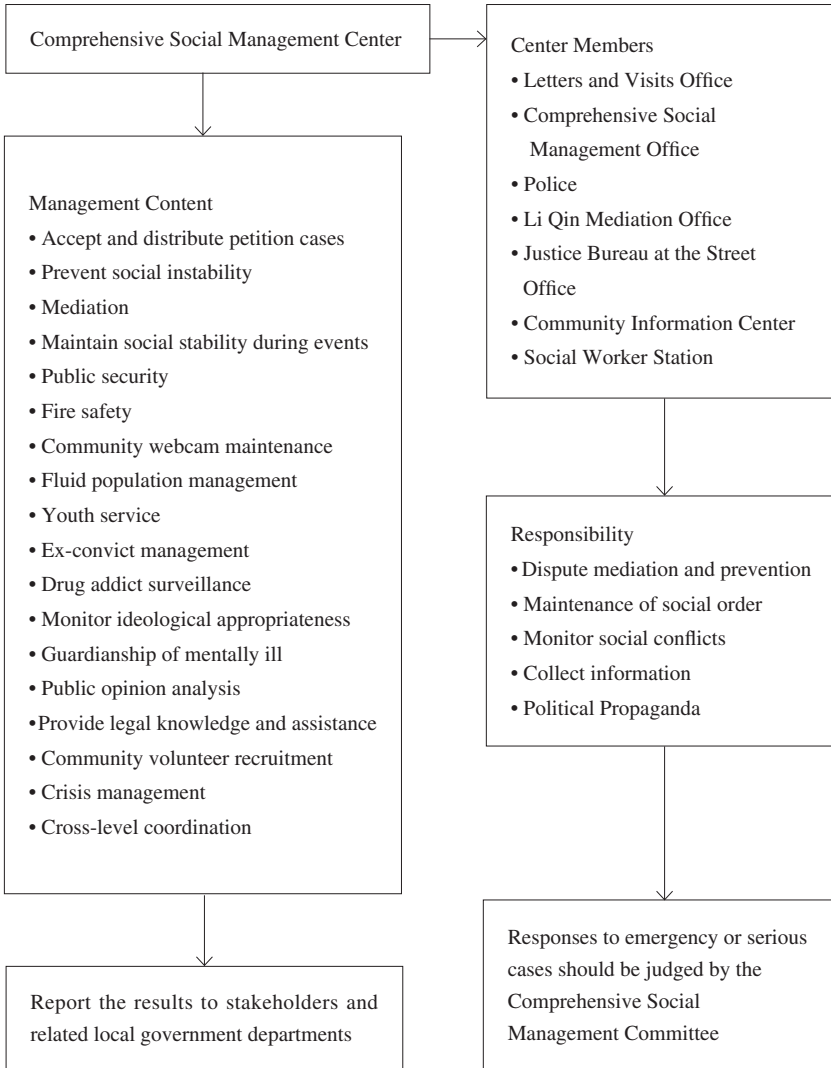 Comprehensive Social Management Center
Management Content
• Accept and distribute petition cases
• Prevent social instability
• Mediation
• Maintain social stability during events
• Public security
• Fire safety
• Community webcam maintenance
• Fluid population management
• Youth service
• Ex-convict management
• Drug addict surveillance
• Monitor ideological appropriateness
• Guardianship of mentally ill
• Public opinion analysis
•Provide legal knowledge and assistance
• Community volunteer recruitment
• Crisis management
• Cross-level coordination
Report the results to stakeholders and
related local government departments
Center Members
• Letters and Visits Office
• Comprehensive Social
Management Office
• Police
• Li Qin Mediation Office
• Justice Bureau at the Street
Office
• Community Information Center
• Social Worker Station
Responsibility
• Dispute mediation and prevention
• Maintenance of social order
• Monitor social conflicts
• Collect information
• Political Propaganda
Responses to emergency or serious
cases should be judged by the
Comprehensive Social
Management Committee